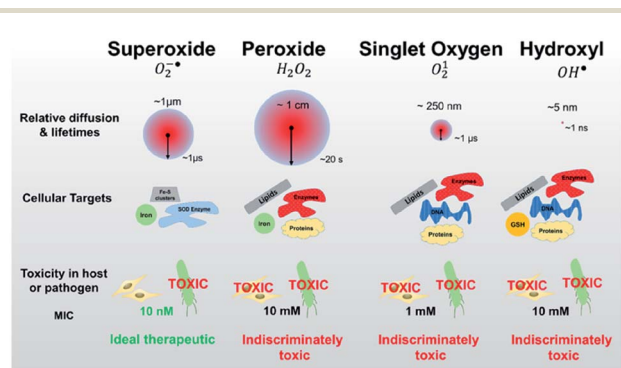 Superoxide Peroxide Singlet Oxygen Hydroxyl
O₂⁻• H₂O₂ O₂¹ OH•
~1μm ~ 1 cm ~ 250 nm ~5 nm
Relative diffusion
& lifetimes
~1μs ~20 s ~1 μs ~1 ns
Cellular Targets
Fe-S
clusters
Iron
SOD Enzyme
Lipids
Enzymes
Iron
Proteins
Lipids
Enzymes
DNA
Proteins
Lipids
Enzymes
DNA
GSH
Proteins
Toxicity in host
or pathogen
TOXIC TOXIC TOXIC TOXIC TOXIC TOXIC TOXIC
MIC 10 nM 10 mM 1 mM 10 mM
Ideal therapeutic Indiscriminately Indiscriminately Indiscriminately
toxic toxic toxic